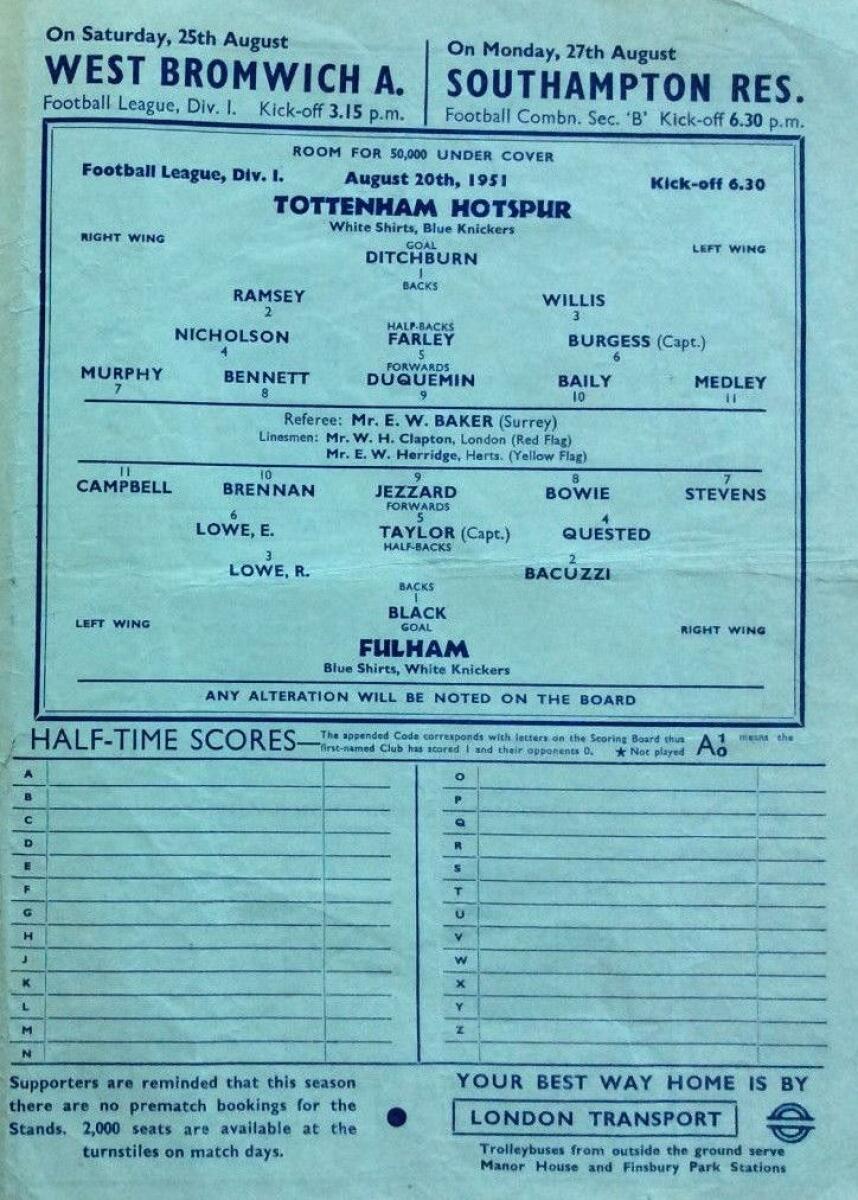 On Saturday, 25th August
WEST BROMWICH A.
Football League, Div. I. Kick-off 3.15 p.m.
On Monday, 27th August
SOUTHAMPTON RES.
Football Combn. Sec. 'B' Kick-off 6.30 p.m.
ROOM FOR 50,000 UNDER COVER
Football League, Div. I. August 20th, 1951 Kick-off 6.30
TOTTENHAM HOTSPUR
White Shirts, Blue Knickers
RIGHT WING GOAL LEFT WING
DITCHBURN
1
BACKS
RAMSEY WILLIS
2 3
HALF-BACKS
NICHOLSON FARLEY BURGESS (Capt.)
4 5 6
FORWARDS
MURPHY BENNETT DUQUEMIN BAILY MEDLEY
7 8 9 10 11
Referee: Mr. E. W. BAKER (Surrey)
Linesmen: Mr. W. H. Clapton, London (Red Flag)
Mr. E. W. Herridge, Herts. (Yellow Flag)
11 10 9 8 7
CAMPBELL BRENNAN JEZZARD BOWIE STEVENS
FORWARDS
6 5 4
LOWE, E. TAYLOR (Capt.) QUESTED
HALF-BACKS
3 2
LOWE, R. BACUZZI
BACKS
1
BLACK
LEFT WING GOAL RIGHT WING
FULHAM
Blue Shirts, White Knickers
ANY ALTERATION WILL BE NOTED ON THE BOARD
HALF-TIME SCORES—The appended Code corresponds with letters on the Scoring Board thus A 1 0 means the
first-named Club has scored 1 and their opponents 0. ★ Not played
A
B
C
D
E
F
G
H
J
K
L
M
N
O
P
Q
R
S
T
U
V
W
X
Y
Z
Supporters are reminded that this season
there are no prematch bookings for the
Stands. 2,000 seats are available at the
turnstiles on match days.
YOUR BEST WAY HOME IS BY
LONDON TRANSPORT
Trolleybuses from outside the ground serve
Manor House and Finsbury Park Stations